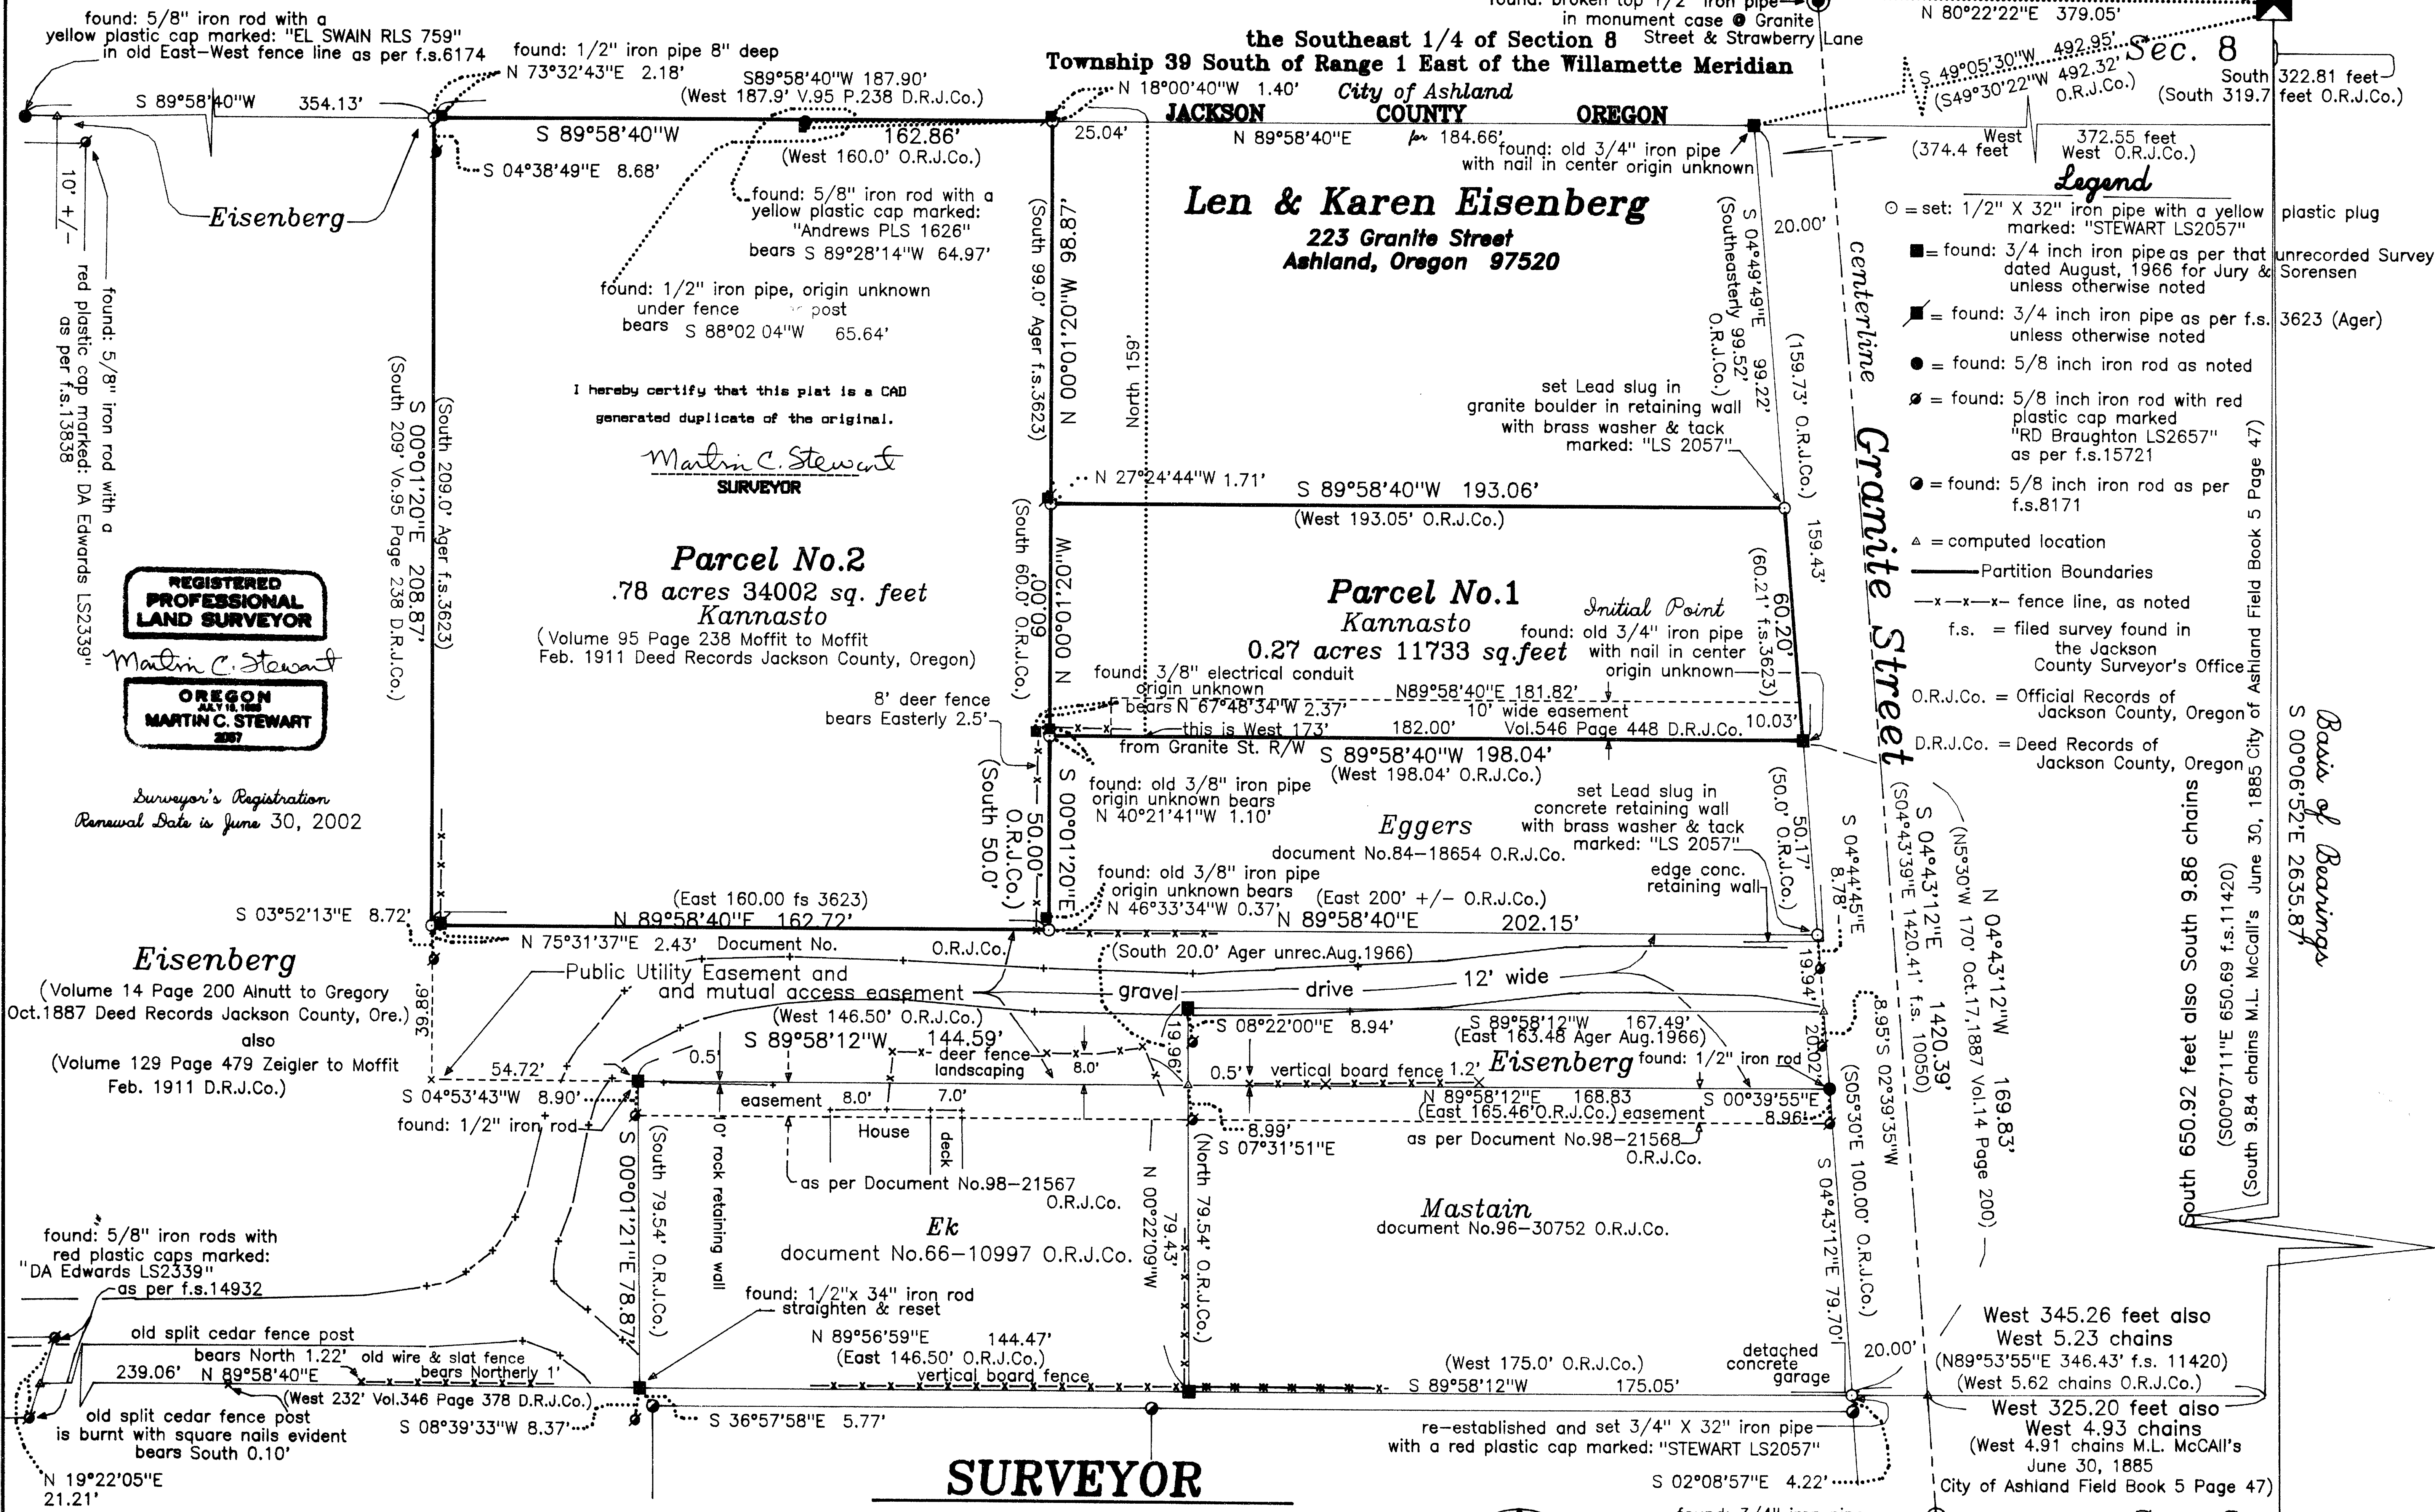 found: 5/8" iron rod with a
yellow plastic cap marked: "EL SWAIN RLS 759"
in old East-West fence line as per f.s.6174
found: 1/2" iron pipe 8" deep
N 73°32'43"E 2.18'
S89°58'40"W 187.90'
(West 187.9' V.95 P.238 D.R.J.Co.)
in monument case @ Granite
Street & Strawberry Lane
the Southeast 1/4 of Section 8
Township 39 South of Range 1 East of the Willamette Meridian
N 18°00'40"W 1.40'
City of Ashland
JACKSON COUNTY OREGON
N 80°22'22"E 379.05'
S 49°05'30"W 492.95'
(S49°30'22"W 492.32'
O.R.J.Co.)
Sec. 8
South 322.81 feet
(South 319.7 feet O.R.J.Co.)
S 89°58'40"W 354.13'
S 89°58'40"W 162.86'
(West 160.0' O.R.J.Co.)
25.04'
N 89°58'40"E for 184.66'
found: old 3/4" iron pipe
with nail in center origin unknown
West 372.55 feet
(374.4 feet West O.R.J.Co.)
S 04°38'49"E 8.68'
Eisenberg
10' +/-
found: 5/8" iron rod with a
red plastic cap marked: DA Edwards LS2339"
as per f.s.13838
found: 5/8" iron rod with a
yellow plastic cap marked:
"Andrews PLS 1626"
bears S 89°28'14"W 64.97'
found: 1/2" iron pipe, origin unknown
under fence post
bears S 88°02 04"W 65.64'
Len & Karen Eisenberg
223 Granite Street
Ashland, Oregon 97520
Legend
= set: 1/2" X 32" iron pipe with a yellow plastic plug
marked: "STEWART LS2057"
= found: 3/4 inch iron pipe as per that unrecorded Survey
dated August, 1966 for Jury & Sorensen
unless otherwise noted
= found: 3/4 inch iron pipe as per f.s. 3623 (Ager)
unless otherwise noted
= found: 5/8 inch iron rod as noted
= found: 5/8 inch iron rod with red
plastic cap marked
"RD Braughton LS2657"
as per f.s.15721
= found: 5/8 inch iron rod as per
f.s.8171
= computed location
Partition Boundaries
—x—x—x— fence line, as noted
f.s. = filed survey found in
the Jackson
County Surveyor's Office
O.R.J.Co. = Official Records of
Jackson County, Oregon
D.R.J.Co. = Deed Records of
Jackson County, Oregon
I hereby certify that this plat is a CAD
generated duplicate of the original.
Martin C. Stewart
SURVEYOR
(South 209.0' Ager f.s.3623)
S 00°01'20"E 208.87'
(South 209' Vo.95 Page 238 D.R.J.Co.)
(South 99.0' Ager f.s.3623)
N 00°01'20"W 98.87'
North 159'
20.00'
S 04°49'49"E 99.22'
(Southeasterly 99.52'
O.R.J.Co.)
(159.73' O.R.J.Co.)
159.43'
centerline Granite Street
set Lead slug in
granite boulder in retaining wall
with brass washer & tack
marked: "LS 2057"
N 27°24'44"W 1.71'
S 89°58'40"W 193.06'
(West 193.05' O.R.J.Co.)
Parcel No.2
.78 acres 34002 sq. feet
Kannasto
(Volume 95 Page 238 Moffit to Moffit
Feb. 1911 Deed Records Jackson County, Oregon)
N 00°01'20"W 60.00'
(South 60.0' O.R.J.Co.)
Parcel No.1
Kannasto
0.27 acres 11733 sq.feet
60.20'
(60.21' f.s.3623)
Initial Point
found: old 3/4" iron pipe
with nail in center
origin unknown
found: 3/8" electrical conduit
origin unknown
bears N 67°48'34"W 2.37'
N89°58'40"E 181.82'
10' wide easement
this is West 173'
from Granite St. R/W
182.00'
Vol.546 Page 448 D.R.J.Co.
10.03'
S 89°58'40"W 198.04'
(West 198.04' O.R.J.Co.)
8' deer fence
bears Easterly 2.5'
REGISTERED
PROFESSIONAL
LAND SURVEYOR
Martin C. Stewart
OREGON
MARTIN C. STEWART
2057
Surveyor's Registration
Renewal Date is June 30, 2002
S 00°01'20"E
50.00'
O.R.J.Co.)
(South 50.0'
found: old 3/8" iron pipe
origin unknown bears
N 40°21'41"W 1.10'
Eggers
document No.84-18654 O.R.J.Co.
set Lead slug in
concrete retaining wall
with brass washer & tack
marked: "LS 2057"
edge conc.
retaining wall
50.17'
(50.0' O.R.J.Co.)
S 04°44'45"E
8.78'
S 04°43'12"E 1420.39'
(S04°43'39"E 1420.41' f.s. 10050)
N 04°43'12"W 169.83'
(N5°30'W 170' Oct.17,1887 Vol.14 Page 200)
South 650.92 feet also South 9.86 chains
(S00°07'11"E 650.69 f.s.11420)
(South 9.84 chains M.L. McCall's June 30, 1885 City of Ashland Field Book 5 Page 47)
Basis of Bearings
S 00°06'52'E 2635.87'
found: old 3/8" iron pipe
origin unknown bears
N 46°33'34"W 0.37'
(East 200' +/- O.R.J.Co.)
N 89°58'40"E 202.15'
(East 160.00 fs 3623)
N 89°58'40"E 162.72'
S 03°52'13"E 8.72'
N 75°31'37"E 2.43'
Document No. O.R.J.Co.
Eisenberg
(Volume 14 Page 200 Alnutt to Gregory
Oct.1887 Deed Records Jackson County, Ore.)
also
(Volume 129 Page 479 Zeigler to Moffit
Feb. 1911 D.R.J.Co.)
39.86'
Public Utility Easement and
and mutual access easement
(South 20.0' Ager unrec.Aug.1966)
gravel drive 12' wide
19.94'
(West 146.50' O.R.J.Co.)
S 89°58'12"W 144.59'
19.96'
S 08°22'00"E 8.94'
S 89°58'12"W 167.49'
(East 163.48 Ager Aug.1966)
20.02'
8.95'S 02°39'35"W
deer fence
landscaping
8.0'
0.5'
54.72'
Eisenberg
found: 1/2" iron rod
0.5' vertical board fence 1.2'
N 89°58'12"E 168.83
(East 165.46'O.R.J.Co.) easement
S 00°39'55"E
8.96'
S 04°53'43"W 8.90'
found: 1/2" iron rod
easement 8.0' 7.0'
House deck
8.99'
S 07°31'51"E
as per Document No.98-21568
O.R.J.Co.
as per Document No.98-21567
O.R.J.Co.
S 00°01'21"E 78.87'
(South 79.54' O.R.J.Co.)
10' rock retaining wall
Ek
document No.66-10997 O.R.J.Co.
N 00°22'09"W
79.43'
(North 79.54' O.R.J.Co.)
Mastain
document No.96-30752 O.R.J.Co.
S 04°43'12"E 79.70'
(S05°30'E 100.00' O.R.J.Co.)
found: 5/8" iron rods with
red plastic caps marked:
"DA Edwards LS2339"
as per f.s.14932
found: 1/2"x 34" iron rod
straighten & reset
old split cedar fence post
bears North 1.22'
old wire & slat fence
bears Northerly 1'
239.06' N 89°58'40"E
(West 232' Vol.346 Page 378 D.R.J.Co.)
old split cedar fence post
is burnt with square nails evident
bears South 0.10'
N 19°22'05"E
21.21'
S 08°39'33"W 8.37'
S 36°57'58"E 5.77'
N 89°56'59"E 144.47'
(East 146.50' O.R.J.Co.)
vertical board fence
(West 175.0' O.R.J.Co.)
S 89°58'12"W 175.05'
detached
concrete
garage
20.00'
re-established and set 3/4" X 32" iron pipe
with a red plastic cap marked: "STEWART LS2057"
S 02°08'57"E 4.22'
West 345.26 feet also
West 5.23 chains
(N89°53'55"E 346.43' f.s. 11420)
(West 5.62 chains O.R.J.Co.)
West 325.20 feet also
West 4.93 chains
(West 4.91 chains M.L. McCAll's
June 30, 1885
City of Ashland Field Book 5 Page 47)
SURVEYOR